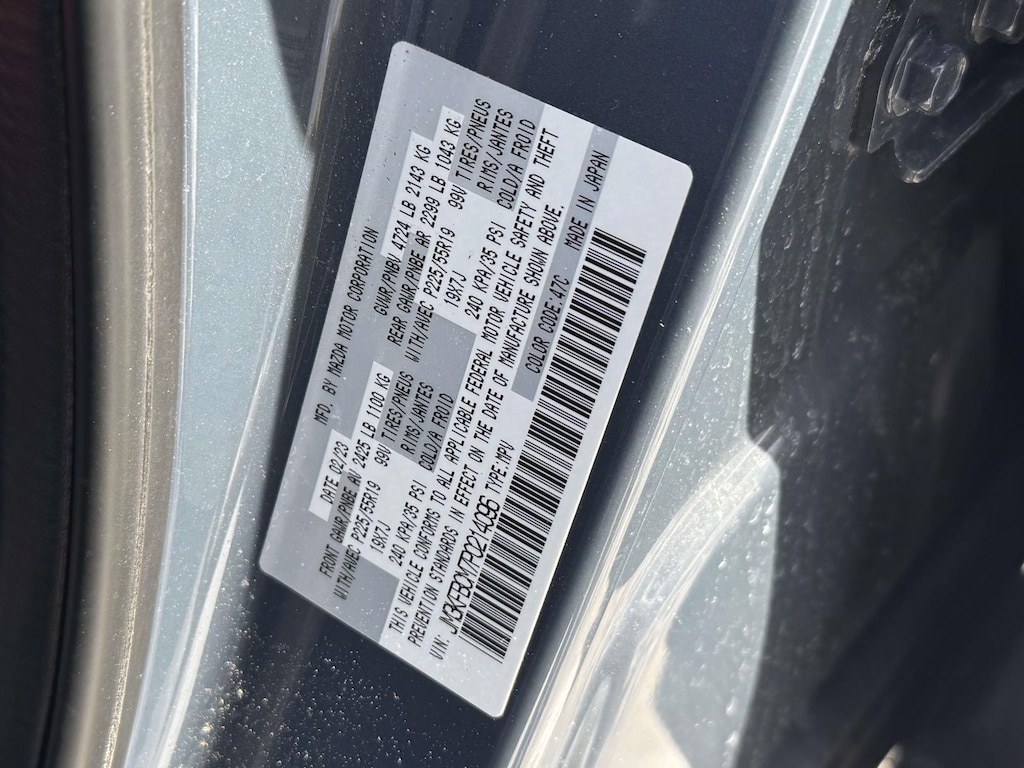 MFD. BY MAZDA MOTOR CORPORATION
DATE 02/23 GVWR/PNBV 4724 LB 2143 KG
FRONT GAWR/PNBE AV 2425 LB 1100 KG REAR GAWR/PNBE AR 2299 LB 1043 KG
WITH/AVEC P225/55R19 99V TIRES/PNEUS WITH/AVEC P225/55R19 99V TIRES/PNEUS
19X7J RIMS/JANTES 19X7J RIMS/JANTES
240 KPA/35 PSI COLD/A FROID 240 KPA/35 PSI COLD/A FROID
THIS VEHICLE CONFORMS TO ALL APPLICABLE FEDERAL MOTOR VEHICLE SAFETY AND THEFT
PREVENTION STANDARDS IN EFFECT ON THE DATE OF MANUFACTURE SHOWN ABOVE.
VIN: JM3KFBCY7P0214096 TYPE:MPV COLOR CODE:47C MADE IN JAPAN